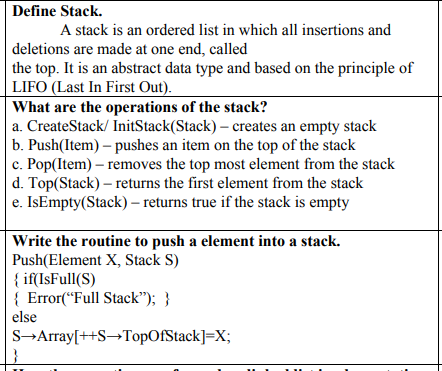 Define Stack.
A stack is an ordered list in which all insertions and
deletions are made at one end, called
the top. It is an abstract data type and based on the principle of
LIFO (Last In First Out).
What are the operations of the stack?
a. CreateStack/ InitStack(Stack) – creates an empty stack
b. Push(Item) – pushes an item on the top of the stack
c. Pop(Item) – removes the top most element from the stack
d. Top(Stack) – returns the first element from the stack
e. IsEmpty(Stack) – returns true if the stack is empty
Write the routine to push a element into a stack.
Push(Element X, Stack S)
{ if(IsFull(S)
{ Error(“Full Stack”); }
else
S→Array[++S→TopOfStack]=X;
}